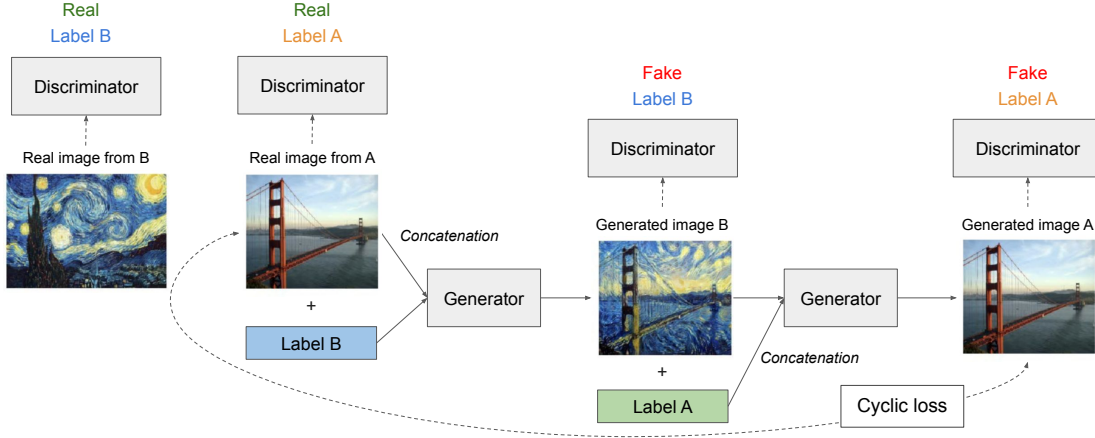 Real
Label B
Discriminator
Real image from B
Real
Label A
Discriminator
Real image from A
+
Label B
Concatenation
Generator
Fake
Label B
Discriminator
Generated image B
+
Label A
Concatenation
Generator
Fake
Label A
Discriminator
Generated image A
Cyclic loss